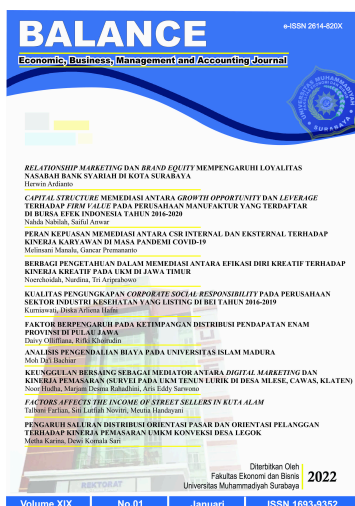 BALANCE
e-ISSN 2614-820X
Economic, Business, Management and Accounting Journal
UNIVERSITAS MUHAMMADIYAH
SURABAYA
RELATIONSHIP MARKETING DAN BRAND EQUITY MEMPENGARUHI LOYALITAS
NASABAH BANK SYARIAH DI KOTA SURABAYA
Herwin Ardianto
CAPITAL STRUCTURE MEMEDIASI ANTARA GROWTH OPPORTUNITY DAN LEVERAGE
TERHADAP FIRM VALUE PADA PERUSAHAAN MANUFAKTUR YANG TERDAFTAR
DI BURSA EFEK INDONESIA TAHUN 2016-2020
Nahda Nabilah, Saiful Anwar
PERAN KEPUASAN MEMEDIASI ANTARA CSR INTERNAL DAN EKSTERNAL TERHADAP
KINERJA KARYAWAN DI MASA PANDEMI COVID-19
Melinsani Manalu, Gancar Premananto
BERBAGI PENGETAHUAN DALAM MEMEDIASI ANTARA EFIKASI DIRI KREATIF TERHADAP
KINERJA KREATIF PADA UKM DI JAWA TIMUR
Noerchoidah, Nurdina, Tri Ariprabowo
KUALITAS PENGUNGKAPAN CORPORATE SOCIAL RESPONSIBILITY PADA PERUSAHAAN
SEKTOR INDUSTRI KESEHATAN YANG LISTING DI BEI TAHUN 2016-2019
Kurniawati, Diska Arliena Hafni
FAKTOR BERPENGARUH PADA KETIMPANGAN DISTRIBUSI PENDAPATAN ENAM
PROVINSI DI PULAU JAWA
Daivy Olifflana, Rifki Khoirudin
ANALISIS PENGENDALIAN BIAYA PADA UNIVERSITAS ISLAM MADURA
Moh Da'i Bachtiar
KEUNGGULAN BERSAING SEBAGAI MEDIATOR ANTARA DIGITAL MARKETING DAN
KINERJA PEMASARAN (SURVEI PADA UKM TENUN LURIK DI DESA MLESE, CAWAS, KLATEN)
Noor Hudha, Marjam Desma Rahadhini, Aris Eddy Sarwono
FACTORS AFFECTS THE INCOME OF STREET SELLERS IN KUTA ALAM
Talbani Farlian, Siti Lutfiah Novitri, Meutia Handayani
PENGARUH SALURAN DISTRIBUSI ORIENTASI PASAR DAN ORIENTASI PELANGGAN
TERHADAP KINERJA PEMASARAN UMKM KONVEKSI DESA LEGOK
Metha Karina, Dewi Komala Sari
Diterbitkan Oleh
Fakultas Ekonomi dan Bisnis
Universitas Muhammadiyah Surabaya
2022
REKTORAT
Volume XIX
No.01
Januari
ISSN 1693-9352